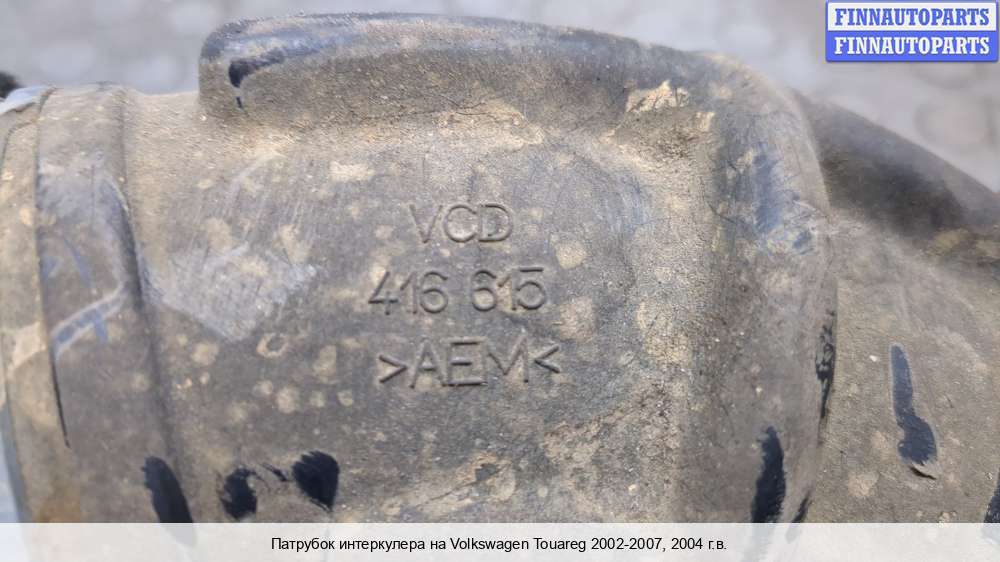 FINNAUTOPARTS
FINNAUTOPARTS
VCD
416 615
>AEM<
Патрубок интеркулера на Volkswagen Touareg 2002-2007, 2004 г.в.